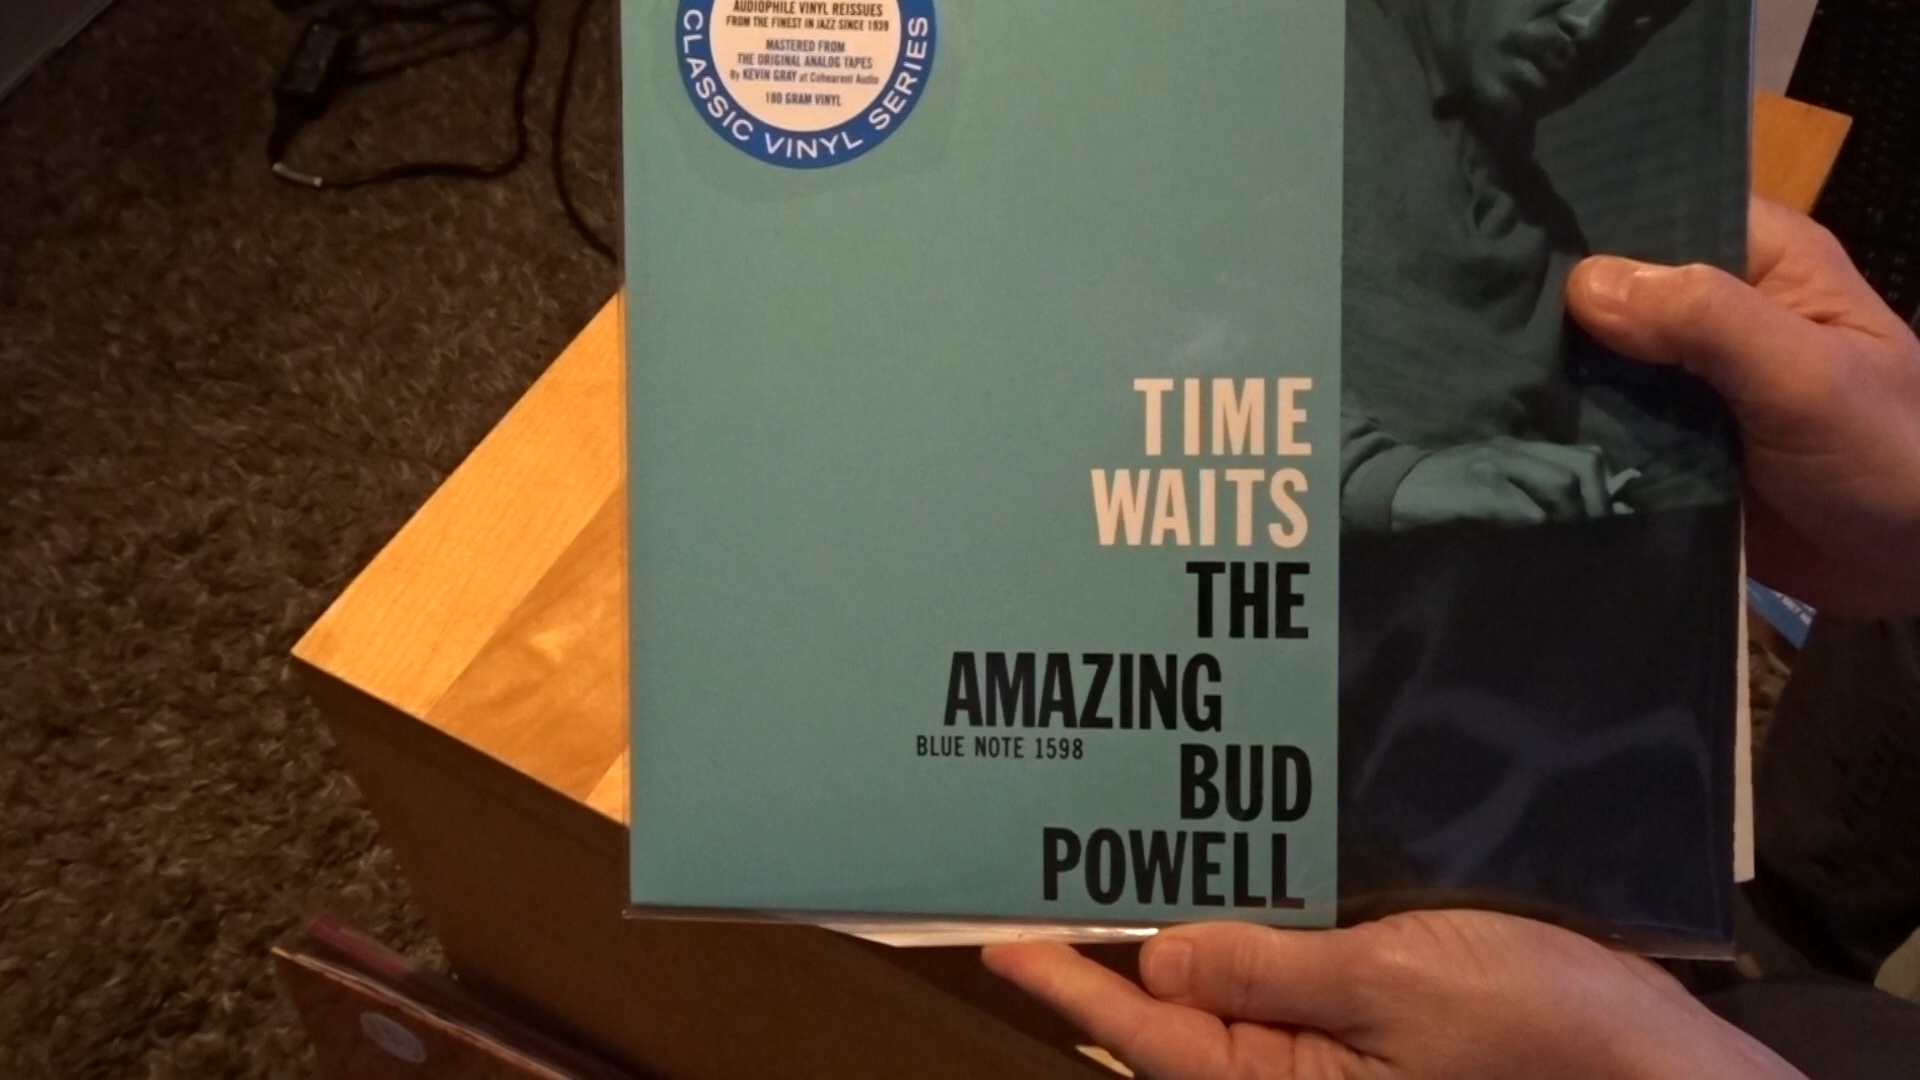 AUDIOPHILE VINYL REISSUES
FROM THE FINEST IN JAZZ SINCE 1939
MASTERED FROM
THE ORIGINAL ANALOG TAPES
By KEVIN GRAY at Cohearent Audio
180 GRAM VINYL
CLASSIC VINYL SERIES
TIME
WAITS
THE
AMAZING
BLUE NOTE 1598
BUD
POWELL